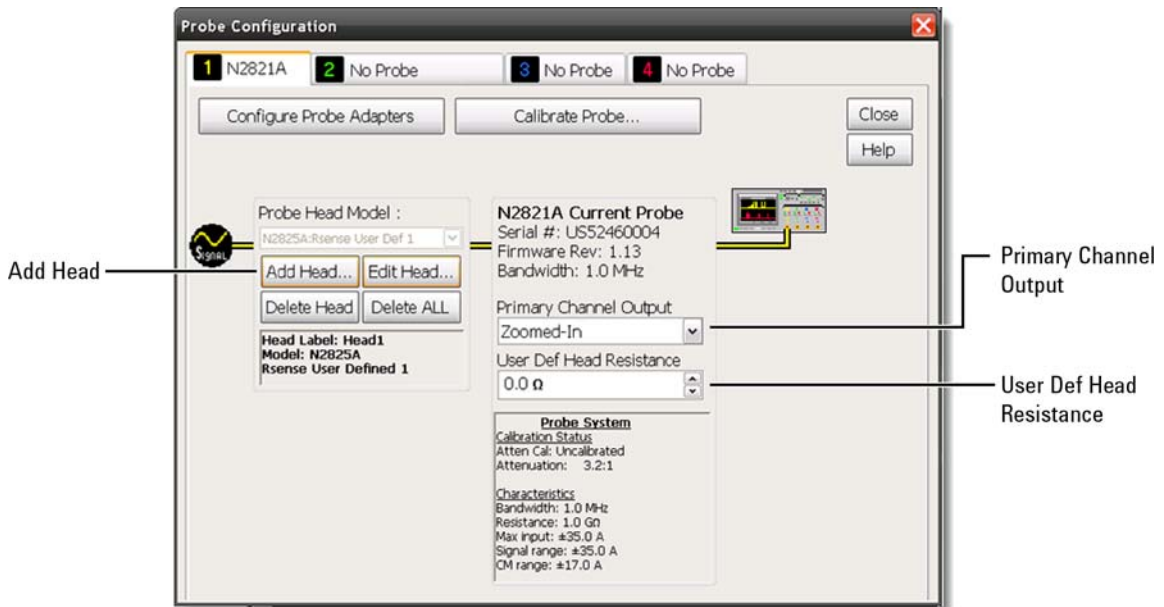 Probe Configuration
1 N2821A
2 No Probe
3 No Probe
4 No Probe
Configure Probe Adapters
Calibrate Probe...
Close
Help
Signal
Probe Head Model :
N2825A:Rsense User Def 1
Add Head...
Edit Head...
Delete Head
Delete ALL
Head Label: Head1
Model: N2825A
Rsense User Defined 1
N2821A Current Probe
Serial #: US52460004
Firmware Rev: 1.13
Bandwidth: 1.0 MHz
Primary Channel Output
Zoomed-In
User Def Head Resistance
0.0 Ω
Probe System
Calibration Status
Atten Cal: Uncalibrated
Attenuation: 3.2:1
Characteristics
Bandwidth: 1.0 MHz
Resistance: 1.0 GΩ
Max input: ±35.0 A
Signal range: ±35.0 A
CM range: ±17.0 A
Add Head
Primary Channel
Output
User Def Head
Resistance